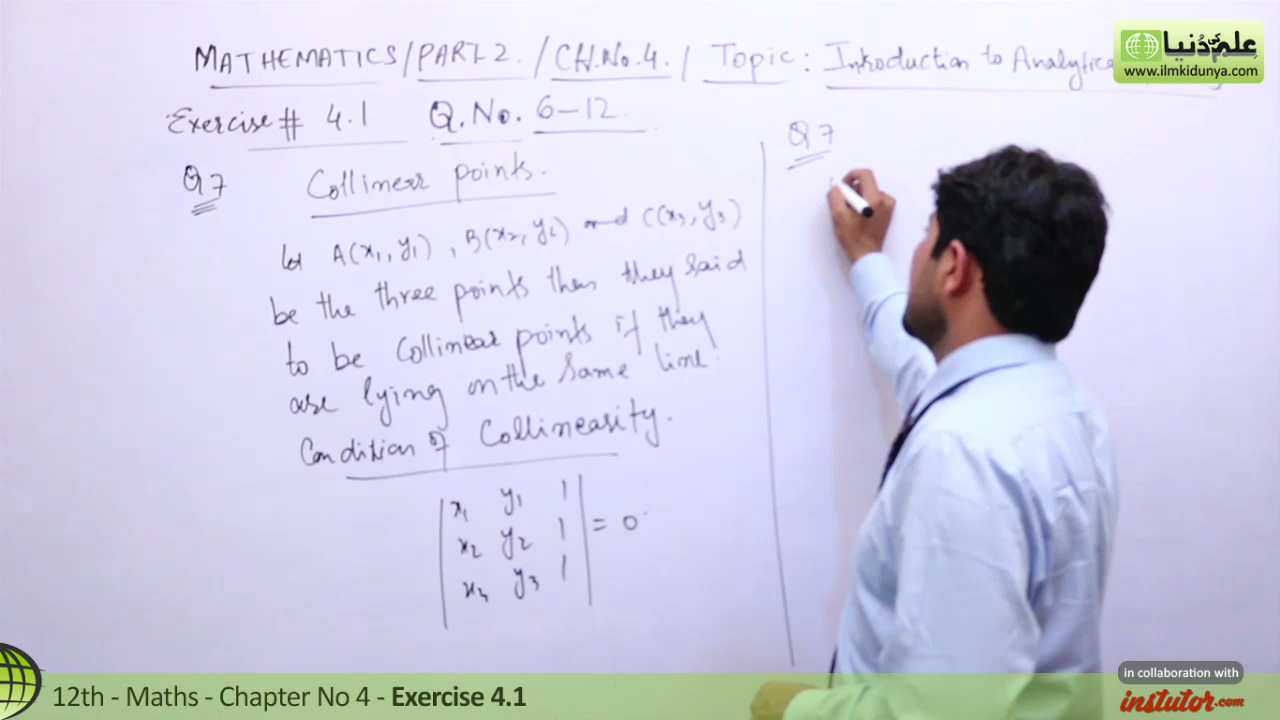 MATHEMATICS/PART 2 / CH.No.4 / Topic: Introduction to Analytical
Exercise# 4.1 Q.No. 6-12
Q7 Collinear points.
let A(x1, y1), B(x2, y2) and C(x3, y3)
be the three points then they said
to be Collinear points if they
are lying on the same line.
Condition of Collinearity.
| x1 y1 1 |
| x2 y2 1 | = 0
| x3 y3 1 |
Q7
علم کی دنیا
www.ilmkidunya.com
in collaboration with
instutor.com
12th - Maths - Chapter No 4 - Exercise 4.1